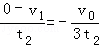 (0-v₁)/t₂ = -v₀/(3t₂)